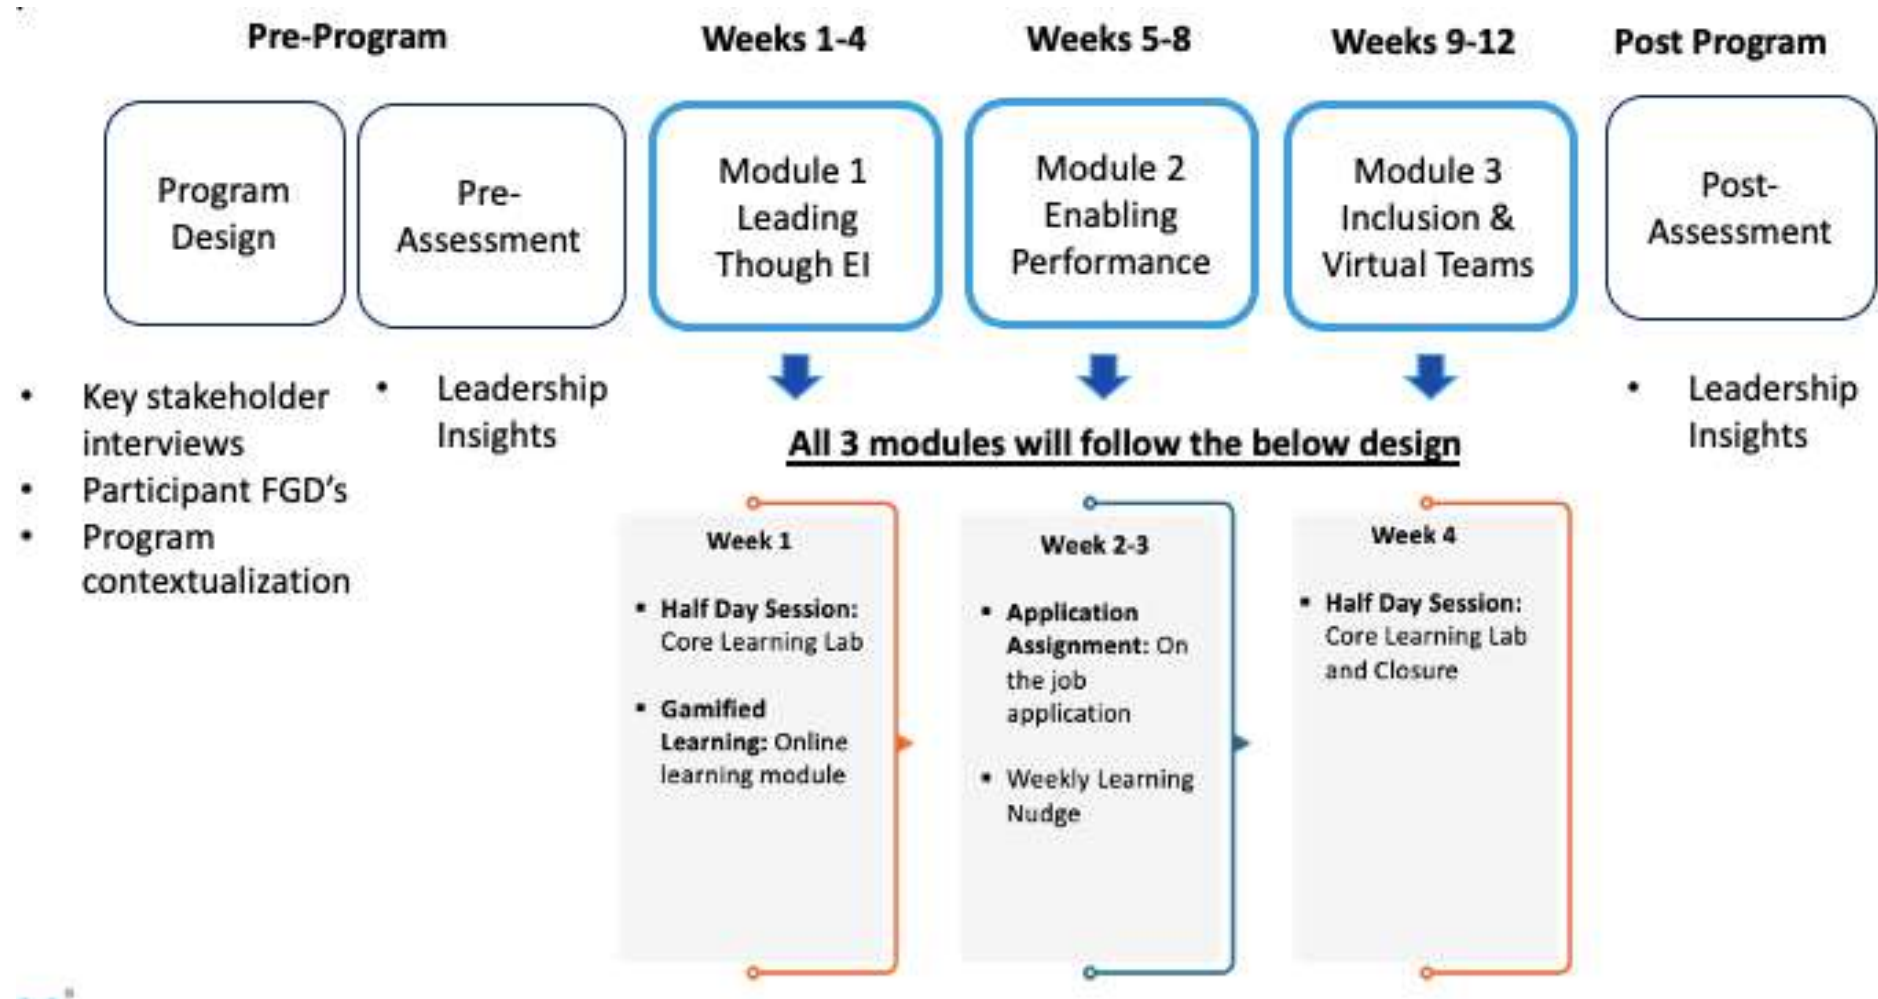 Pre-Program
Weeks 1-4
Weeks 5-8
Weeks 9-12
Post Program
Program
Design
Pre-
Assessment
Module 1
Leading
Though EI
Module 2
Enabling
Performance
Module 3
Inclusion &
Virtual Teams
Post-
Assessment
• Key stakeholder
interviews
• Participant FGD's
• Program
contextualization
• Leadership
Insights
• Leadership
Insights
All 3 modules will follow the below design
Week 1
▪ Half Day Session:
Core Learning Lab
▪ Gamified
Learning: Online
learning module
Week 2-3
▪ Application
Assignment: On
the job
application
▪ Weekly Learning
Nudge
Week 4
▪ Half Day Session:
Core Learning Lab
and Closure